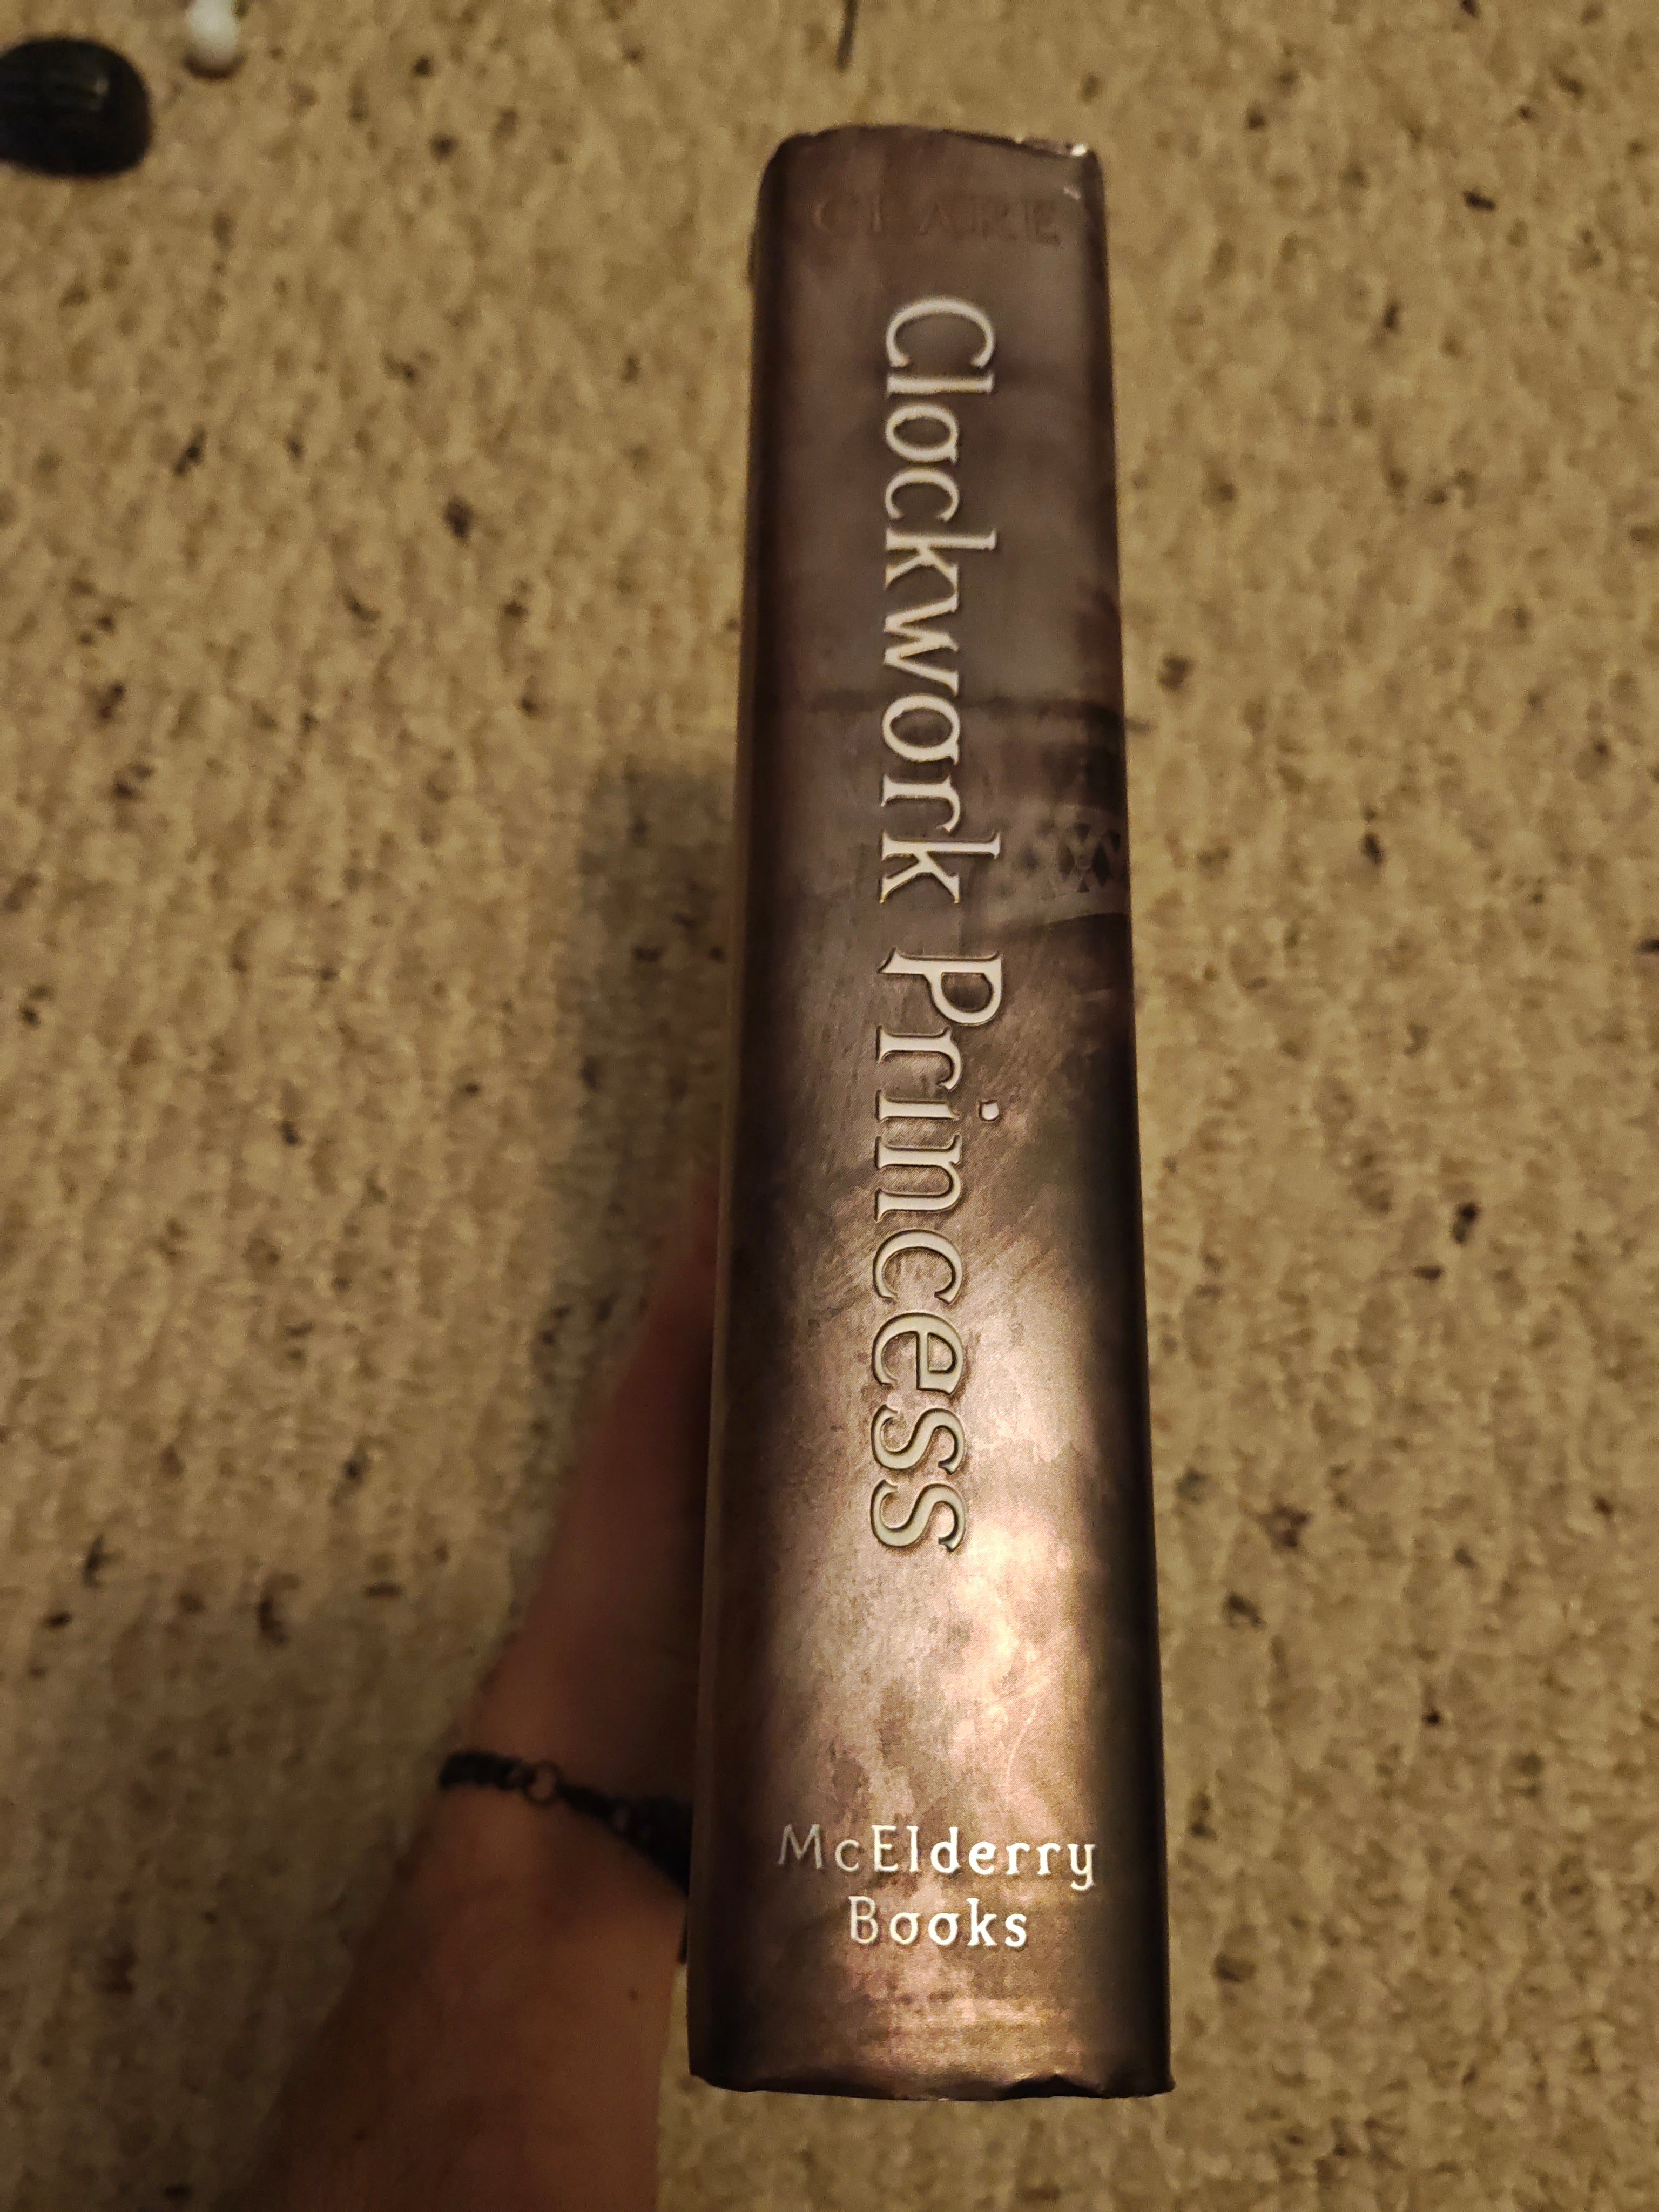 CLARE
Clockwork Princess
McElderry
Books